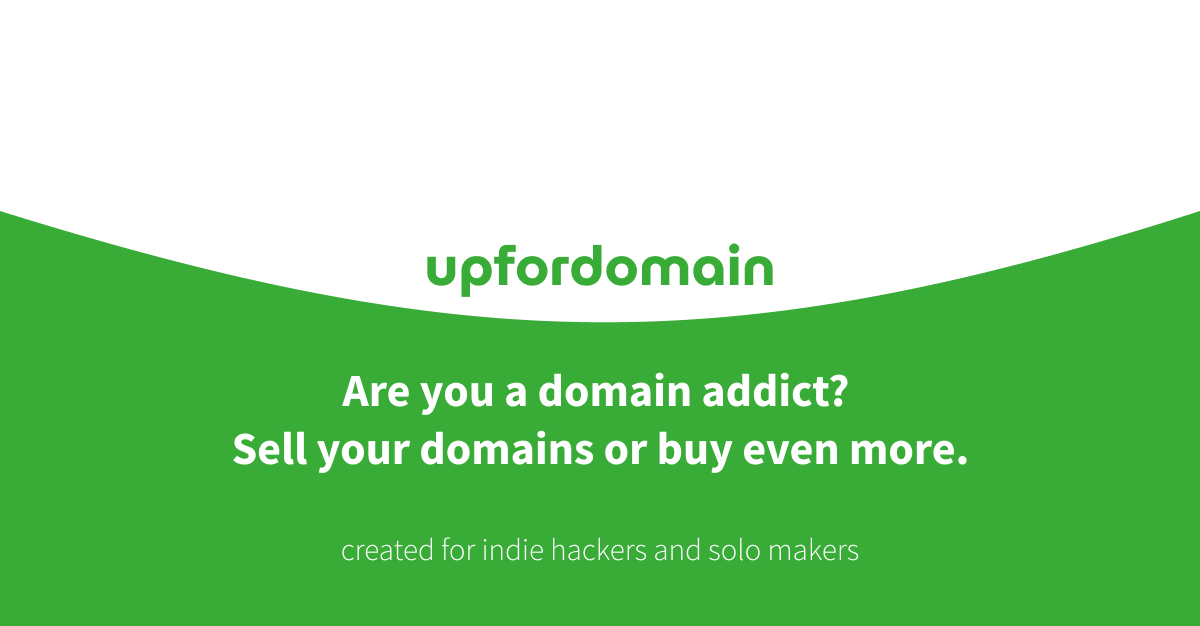 upfordomain
Are you a domain addict?
Sell your domains or buy even more.
created for indie hackers and solo makers